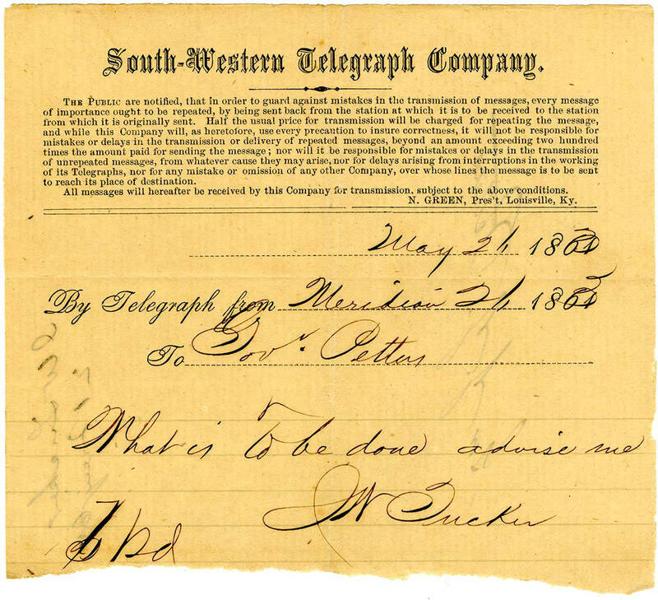 South-Western Telegraph Company.
THE PUBLIC are notified, that in order to guard against mistakes in the transmission of messages, every message
of importance ought to be repeated, by being sent back from the station at which it is to be received to the station
from which it is originally sent. Half the usual price for transmission will be charged for repeating the message,
and while this Company will, as heretofore, use every precaution to insure correctness, it will not be responsible for
mistakes or delays in the transmission or delivery of repeated messages, beyond an amount exceeding two hundred
times the amount paid for sending the message; nor will it be responsible for mistakes or delays in the transmission
of unrepeated messages, from whatever cause they may arise, nor for delays arising from interruptions in the working
of its Telegraphs, nor for any mistake or omission of any other Company, over whose lines the message is to be sent
to reach its place of destination.
All messages will hereafter be received by this Company for transmission, subject to the above conditions.
N. GREEN, Pres't, Louisville, Ky.
May 21 1863
By Telegraph from Meridian 21 1863
To Govr. Pettus
What is to be done advise me
JW Tucker
Pd